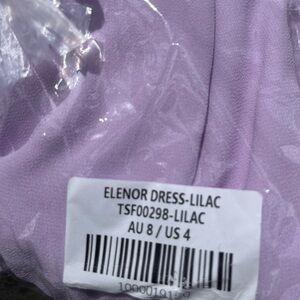 ELENOR DRESS-LILAC
TSF00298-LILAC
AU 8 / US 4